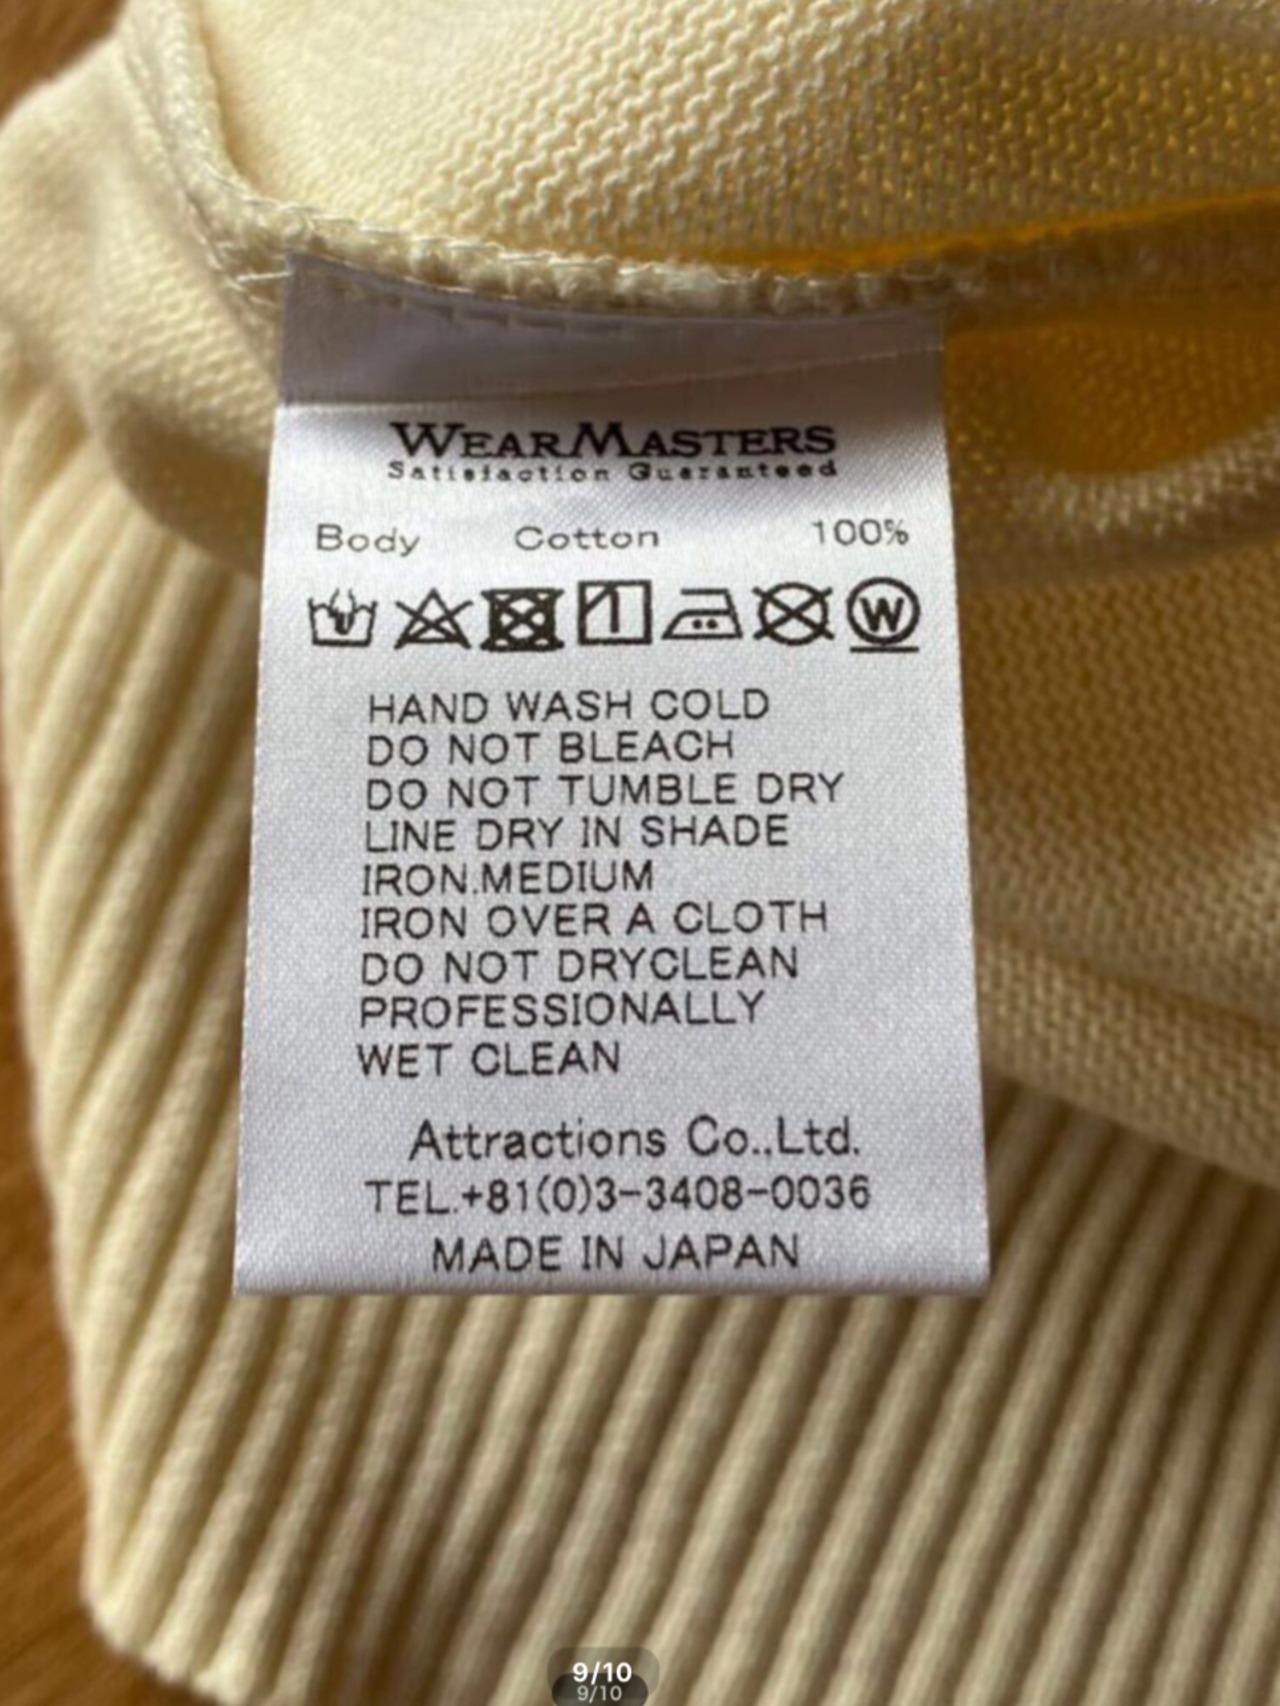 WEARMASTERS
Satisfaction Guaranteed
Body Cotton 100%
W
HAND WASH COLD
DO NOT BLEACH
DO NOT TUMBLE DRY
LINE DRY IN SHADE
IRON.MEDIUM
IRON OVER A CLOTH
DO NOT DRYCLEAN
PROFESSIONALLY
WET CLEAN
Attractions Co.,Ltd.
TEL.+81(0)3-3408-0036
MADE IN JAPAN
9/10
9/10